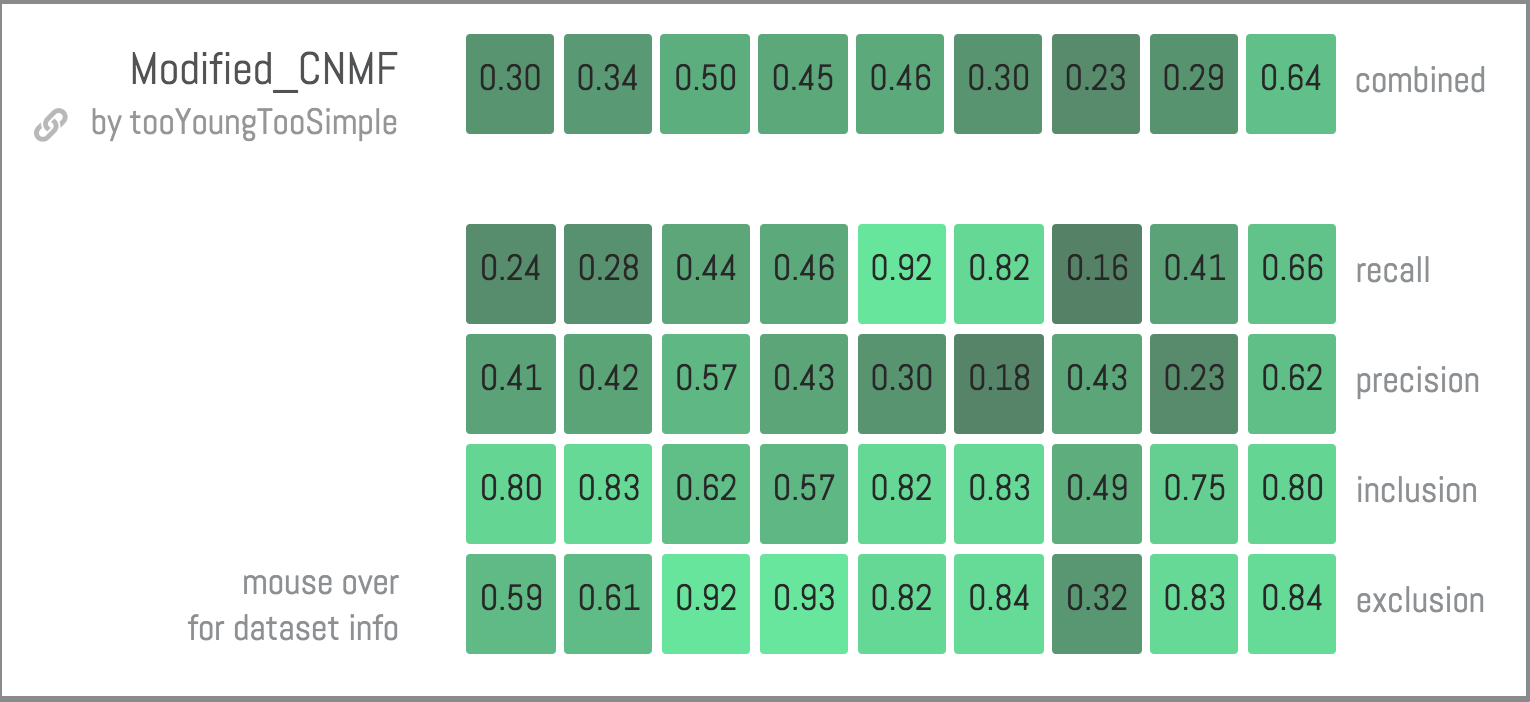 Modified_CNMF
by tooYoungTooSimple
0.30 0.34 0.50 0.45 0.46 0.30 0.23 0.29 0.64 combined
0.24 0.28 0.44 0.46 0.92 0.82 0.16 0.41 0.66 recall
0.41 0.42 0.57 0.43 0.30 0.18 0.43 0.23 0.62 precision
0.80 0.83 0.62 0.57 0.82 0.83 0.49 0.75 0.80 inclusion
0.59 0.61 0.92 0.93 0.82 0.84 0.32 0.83 0.84 exclusion
mouse over
for dataset info